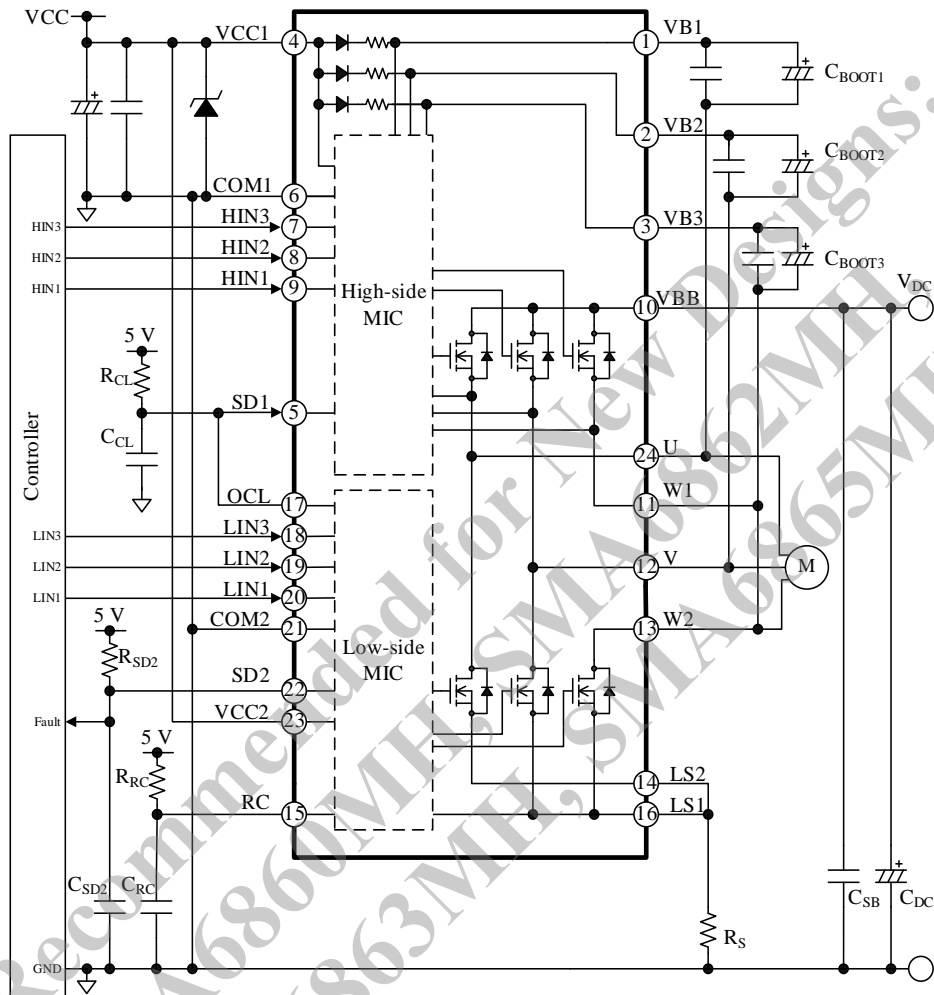 VCC
VCC1
4
1
VB1
C_BOOT1
2
VB2
C_BOOT2
COM1
6
3
VB3
HIN3
HIN3
7
HIN2
HIN2
8
C_BOOT3
HIN1
HIN1
9
High-side
MIC
10
VBB
V_DC
5 V
R_CL
SD1
5
C_CL
Controller
24
U
OCL
17
11
W1
LIN3
LIN3
18
LIN2
LIN2
19
12
V
M
LIN1
LIN1
20
5 V
COM2
21
13
W2
R_SD2
Low-side
MIC
SD2
22
Fault
VCC2
23
5 V
R_RC
14
LS2
RC
15
16
LS1
C_SD2
C_RC
C_SB
C_DC
R_S
GND
Recommended for New Designs:
A6860MH, SMA6862MH,
6863MH, SMA6865MH